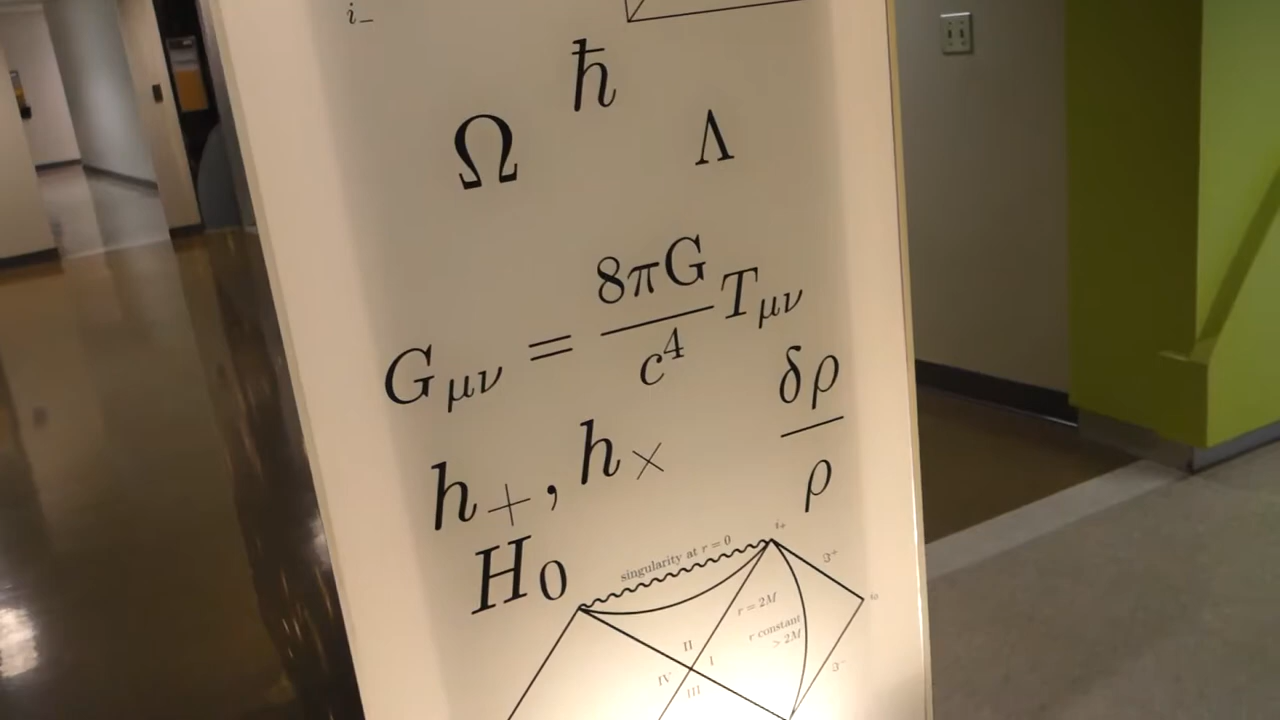 i₋
ħ
Ω Λ
G_μν = 8πG/c⁴ T_μν
δρ/ρ
h₊, h×
H₀
singularity at r = 0
i₊
ℑ⁺
i₀
r = 2M
r constant
> 2M
II
I
IV
III
ℑ⁻